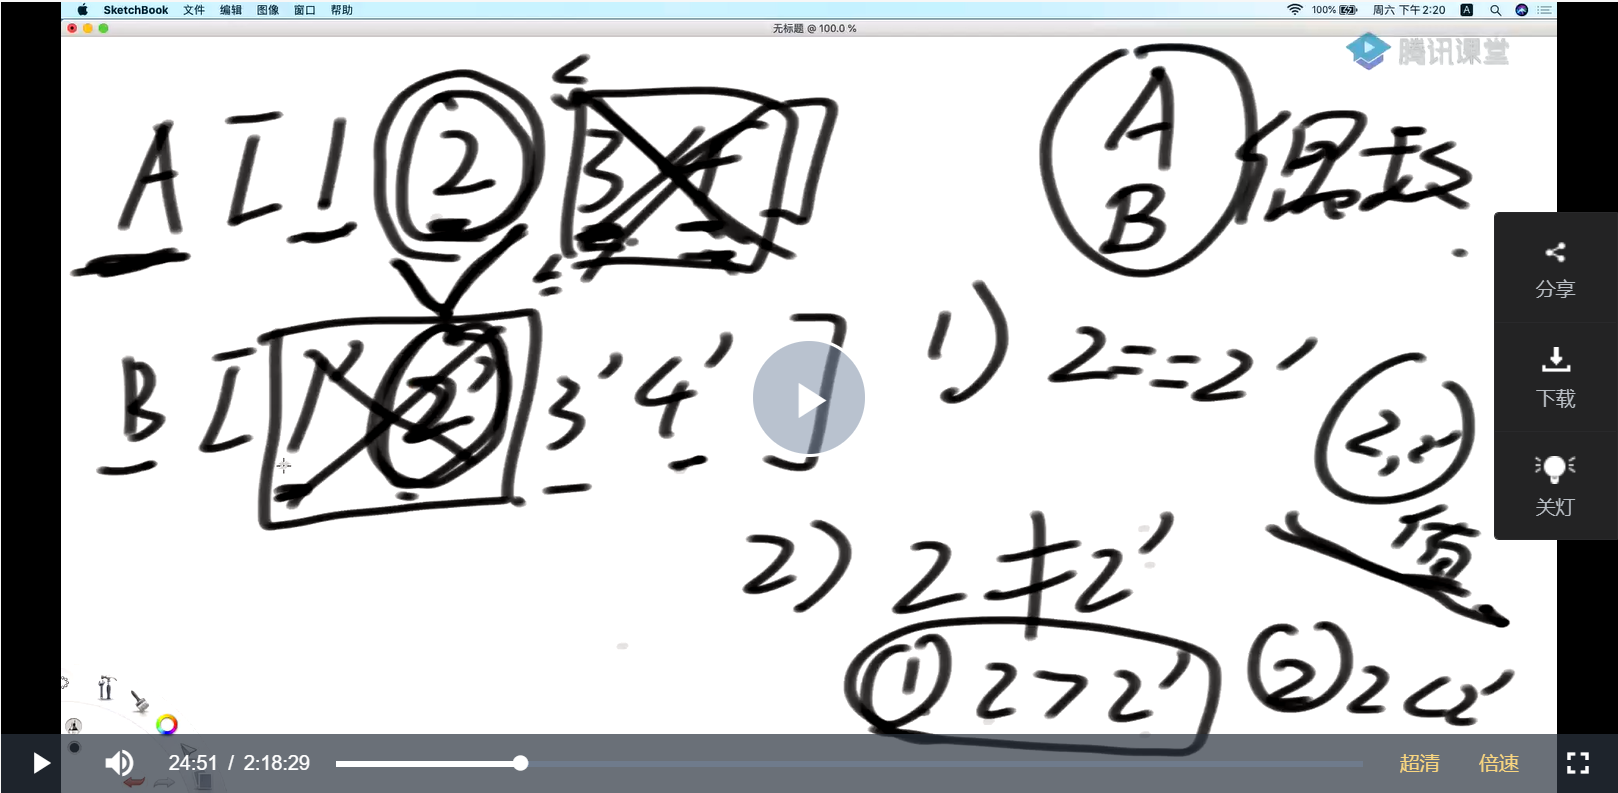 SketchBook 文件 编辑 图像 窗口 帮助 100% 周六 下午2:20 A
无标题 @ 100.0 %
腾讯课堂
A [ 1 2 3 4 ]
A
B
B [ 1' 2' 3' 4' ]
1) 2==2'
2,2'
值
2) 2≠2'
① 2>2' ② 2<2'
分享
下载
关灯
24:51 / 2:18:29 超清 倍速